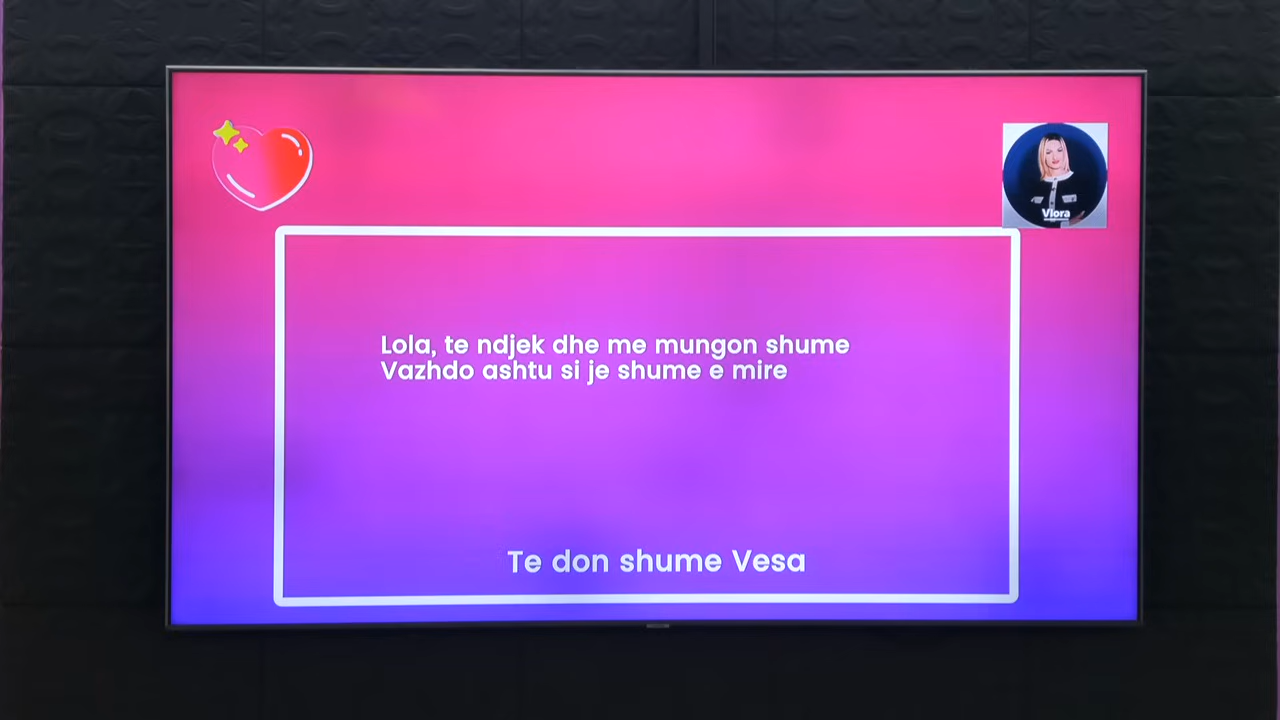 Viora
Lola, te ndjek dhe me mungon shume
Vazhdo ashtu si je shume e mire
Te don shume Vesa